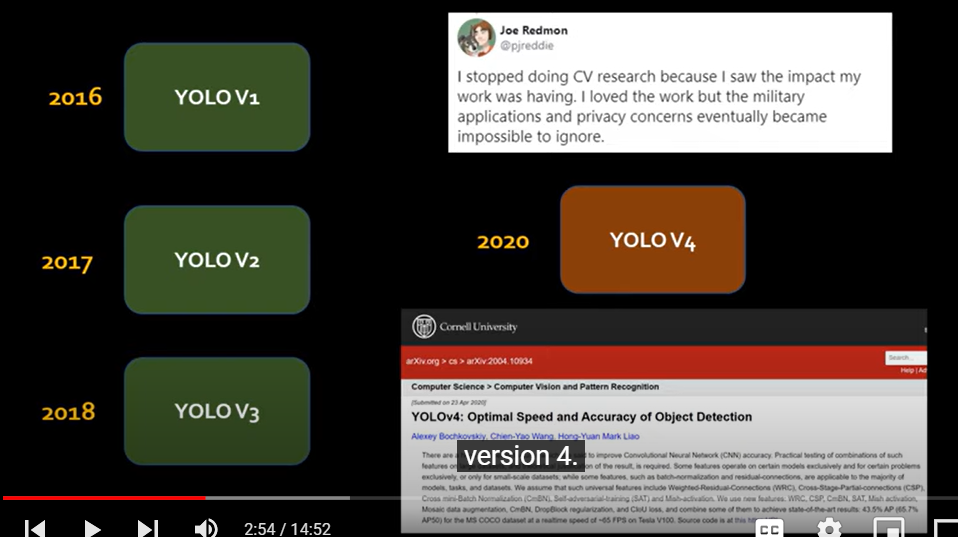 2016
YOLO V1
2017
YOLO V2
2018
YOLO V3
Joe Redmon
@pjreddie
I stopped doing CV research because I saw the impact my
work was having. I loved the work but the military
applications and privacy concerns eventually became
impossible to ignore.
2020
YOLO V4
Cornell University
arXiv.org > cs > arXiv:2004.10934
Search...
Help | Ad
Computer Science > Computer Vision and Pattern Recognition
[Submitted on 23 Apr 2020]
YOLOv4: Optimal Speed and Accuracy of Object Detection
Alexey Bochkovskiy, Chien-Yao Wang, Hong-Yuan Mark Liao
There are a to improve Convolutional Neural Network (CNN) accuracy. Practical testing of combinations of such
features on of the result, is required. Some features operate on certain models exclusively and for certain problems
exclusively, or only for small-scale datasets; while some features, such as batch-normalization and residual-connections, are applicable to the majority of
models, tasks, and datasets. We assume that such universal features include Weighted-Residual-Connections (WRC), Cross-Stage-Partial-connections (CSP),
Cross mini-Batch Normalization (CmBN), Self-adversarial-training (SAT) and Mish-activation. We use new features: WRC, CSP, CmBN, SAT, Mish activation,
Mosaic data augmentation, CmBN, DropBlock regularization, and CIoU loss, and combine some of them to achieve state-of-the-art results: 43.5% AP (65.7%
AP50) for the MS COCO dataset at a realtime speed of ~65 FPS on Tesla V100. Source code is at this
version 4.
2:54 / 14:52
CC